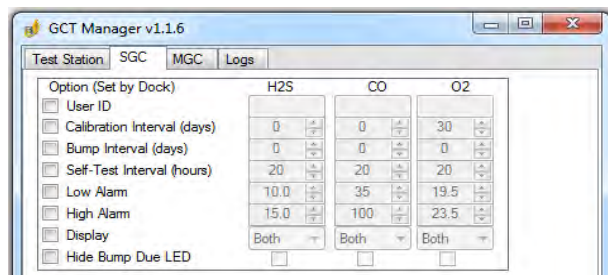 GCT Manager v1.1.6
Test Station SGC MGC Logs
Option (Set by Dock) H2S CO O2
User ID
Calibration Interval (days) 0 0 30
Bump Interval (days) 0 0 0
Self-Test Interval (hours) 20 20 20
Low Alarm 10.0 35 19.5
High Alarm 15.0 100 23.5
Display Both Both Both
Hide Bump Due LED